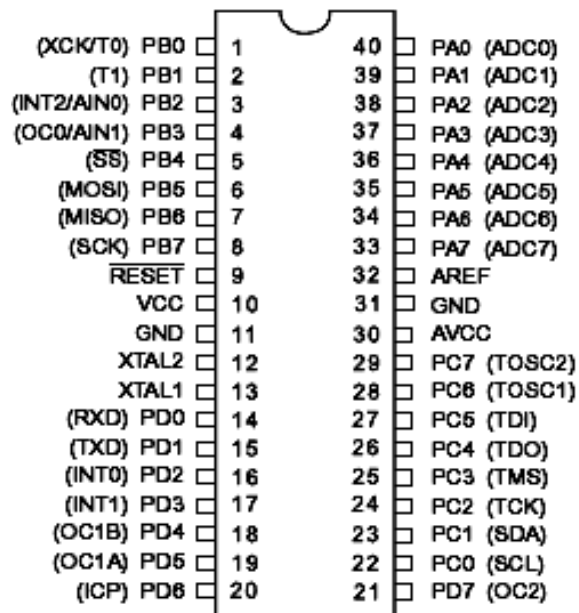 (XCK/T0) PB0 1 40 PA0 (ADC0)
(T1) PB1 2 39 PA1 (ADC1)
(INT2/AIN0) PB2 3 38 PA2 (ADC2)
(OC0/AIN1) PB3 4 37 PA3 (ADC3)
(S̅S̅) PB4 5 36 PA4 (ADC4)
(MOSI) PB5 6 35 PA5 (ADC5)
(MISO) PB6 7 34 PA6 (ADC6)
(SCK) PB7 8 33 PA7 (ADC7)
R̅E̅S̅E̅T̅ 9 32 AREF
VCC 10 31 GND
GND 11 30 AVCC
XTAL2 12 29 PC7 (TOSC2)
XTAL1 13 28 PC6 (TOSC1)
(RXD) PD0 14 27 PC5 (TDI)
(TXD) PD1 15 26 PC4 (TDO)
(INT0) PD2 16 25 PC3 (TMS)
(INT1) PD3 17 24 PC2 (TCK)
(OC1B) PD4 18 23 PC1 (SDA)
(OC1A) PD5 19 22 PC0 (SCL)
(ICP) PD6 20 21 PD7 (OC2)